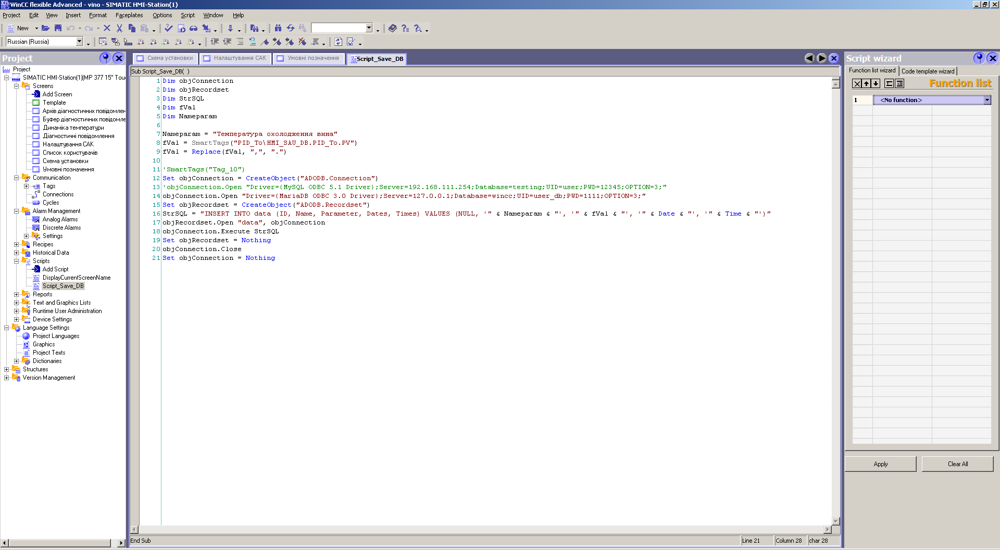 WinCC flexible Advanced - vino - SIMATIC HMI-Station(1)
Project Edit View Insert Format Faceplates Options Script Window Help
New
Russian (Russia)
Project
Project
SIMATIC HMI-Station(1)(MP 377 15" Tou
Screens
Add Screen
Template
Архів діагностичних повідомлен
Буфер діагностичних повідомле
Динаміка температури
Діагностичні повідомлення
Налаштування САК
Список користувачів
Схема установки
Умовні позначення
Communication
Tags
Connections
Cycles
Alarm Management
Analog Alarms
Discrete Alarms
Settings
Recipes
Historical Data
Scripts
Add Script
DisplayCurrentScreenName
Script_Save_DB
Reports
Text and Graphics Lists
Runtime User Administration
Device Settings
Language Settings
Project Languages
Graphics
Project Texts
Dictionaries
Structures
Version Management
Схема установки Налаштування САК Умовні позначення Script_Save_DB
Sub Script_Save_DB( )
1 Dim objConnection
2 Dim objRecordset
3 Dim StrSQL
4 Dim fVal
5 Dim Nameparam
6
7 Nameparam = "Температура охолодження вина"
8 fVal = SmartTags("PID_To\HMI_SAU_DB.PID_To.PV")
9 fVal = Replace(fVal, ",", ".")
10
11 'SmartTags("Tag_10")
12 Set objConnection = CreateObject("ADODB.Connection")
13 'objConnection.Open "Driver={MySQL ODBC 5.1 Driver};Server=192.168.111.254;Database=testing;UID=user;PWD=12345;OPTION=3;"
14 objConnection.Open "Driver={MariaDB ODBC 3.0 Driver};Server=127.0.0.1;Database=wincc;UID=user_db;PWD=1111;OPTION=3;"
15 Set objRecordset = CreateObject("ADODB.Recordset")
16 StrSQL = "INSERT INTO data (ID, Name, Parameter, Dates, Times) VALUES (NULL, '" & Nameparam & "', '" & fVal & "', '" & Date & "', '" & Time & "')"
17 objRecordset.Open "data", objConnection
18 objConnection.Execute StrSQL
19 Set objRecordset = Nothing
20 objConnection.Close
21 Set objConnection = Nothing
End Sub
Line 21 Column 28 char 28
Script wizard
Function list wizard Code template wizard
Function list
1 <No function>
Apply Clear All